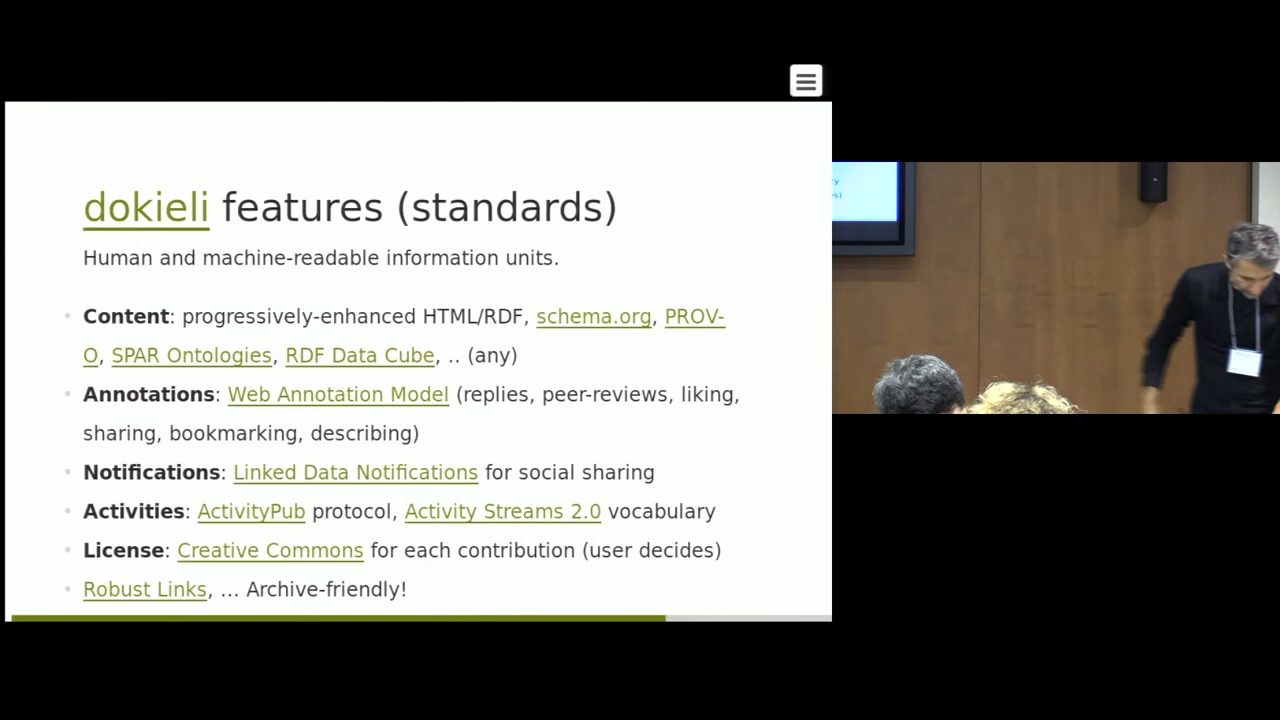 dokieli features (standards)
Human and machine-readable information units.
• Content: progressively-enhanced HTML/RDF, schema.org, PROV-
O, SPAR Ontologies, RDF Data Cube, .. (any)
• Annotations: Web Annotation Model (replies, peer-reviews, liking,
sharing, bookmarking, describing)
• Notifications: Linked Data Notifications for social sharing
• Activities: ActivityPub protocol, Activity Streams 2.0 vocabulary
• License: Creative Commons for each contribution (user decides)
• Robust Links, … Archive-friendly!